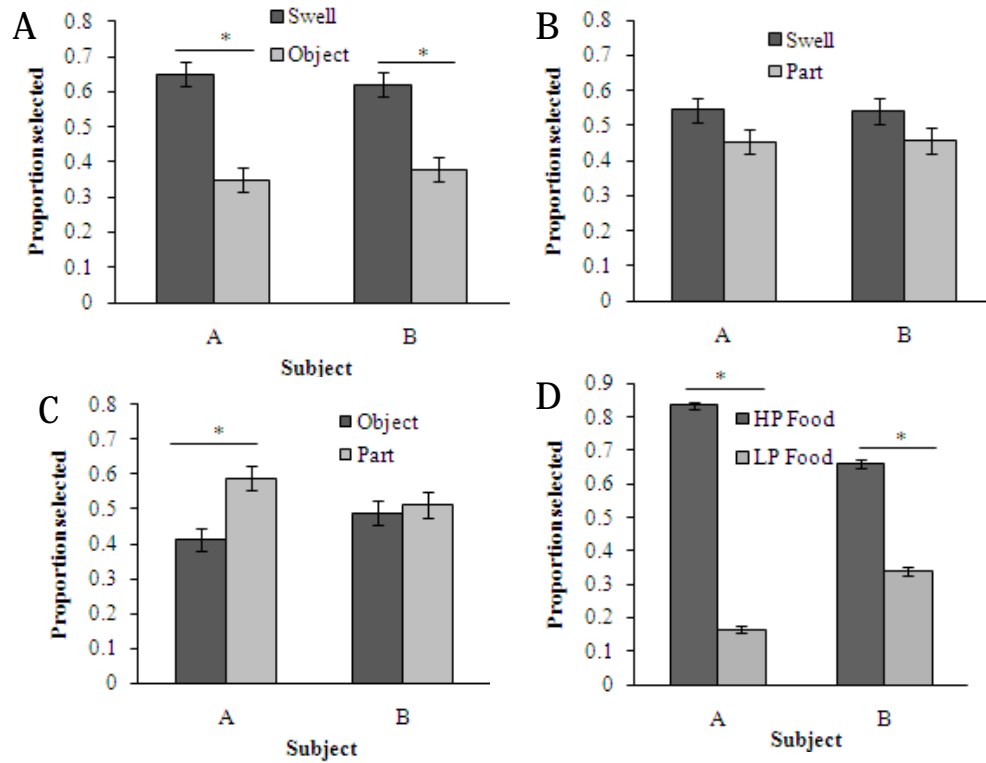 A
Proportion selected
0.8
0.7
0.6
0.5
0.4
0.3
0.2
0.1
0
Swell
Object
*
*
A
B
Subject
B
Proportion selected
0.8
0.7
0.6
0.5
0.4
0.3
0.2
0.1
0
Swell
Part
A
B
C
Proportion selected
0.8
0.7
0.6
0.5
0.4
0.3
0.2
0.1
0
Object
Part
*
A
B
Subject
D
Proportion selected
0.9
0.8
0.7
0.6
0.5
0.4
0.3
0.2
0.1
0
HP Food
LP Food
*
*
A
B
Subject